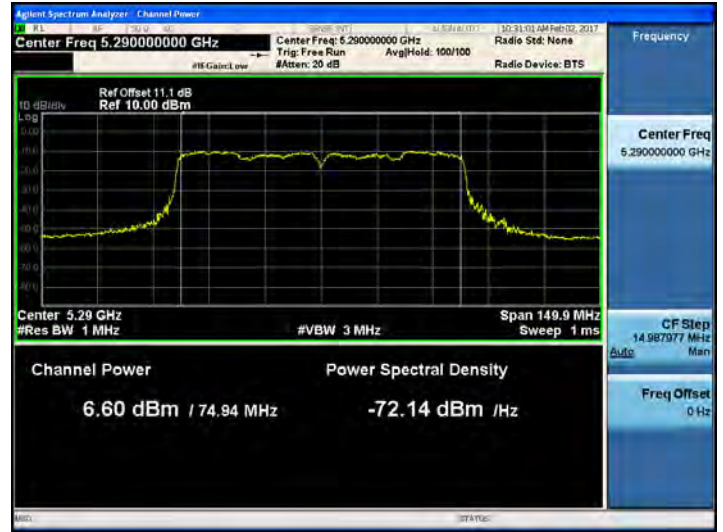 Agilent Spectrum Analyzer Channel Power
RL
Center Freq 5.290000000 GHz
#IFGain:Low
Center Freq: 5.290000000 GHz
Trig: Free Run Avg|Hold: 100/100
#Atten: 20 dB
10:31:01 AM Feb 02, 2017
Radio Std: None
Radio Device: BTS
Frequency
Ref Offset 11.1 dB
10 dB/div Ref 10.00 dBm
Log
0.00
Center Freq
5.290000000 GHz
Center 5.29 GHz Span 149.9 MHz
#Res BW 1 MHz #VBW 3 MHz Sweep 1 ms
CF Step
14.987977 MHz
Auto Man
Channel Power Power Spectral Density
6.60 dBm / 74.94 MHz -72.14 dBm /Hz
Freq Offset
0 Hz
MSG STATUS